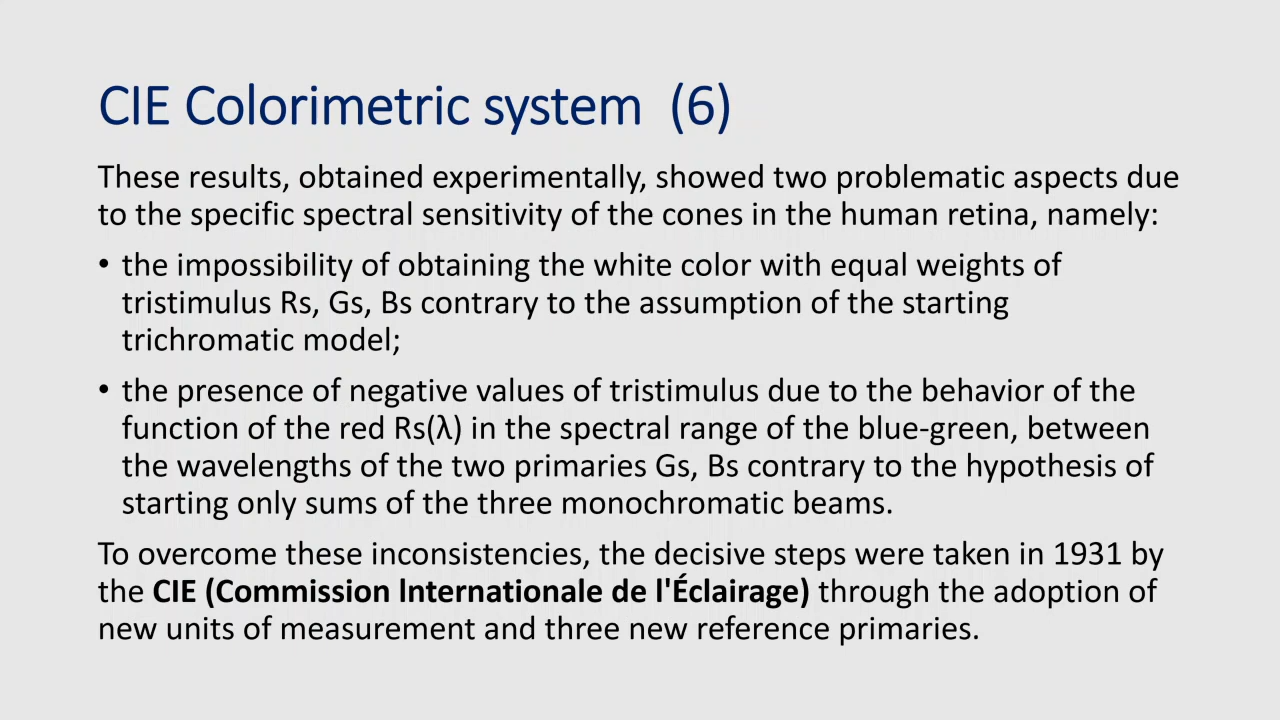 CIE Colorimetric system (6)
These results, obtained experimentally, showed two problematic aspects due
to the specific spectral sensitivity of the cones in the human retina, namely:
• the impossibility of obtaining the white color with equal weights of
tristimulus Rs, Gs, Bs contrary to the assumption of the starting
trichromatic model;
• the presence of negative values of tristimulus due to the behavior of the
function of the red Rs(λ) in the spectral range of the blue-green, between
the wavelengths of the two primaries Gs, Bs contrary to the hypothesis of
starting only sums of the three monochromatic beams.
To overcome these inconsistencies, the decisive steps were taken in 1931 by
the CIE (Commission lnternationale de l'Éclairage) through the adoption of
new units of measurement and three new reference primaries.